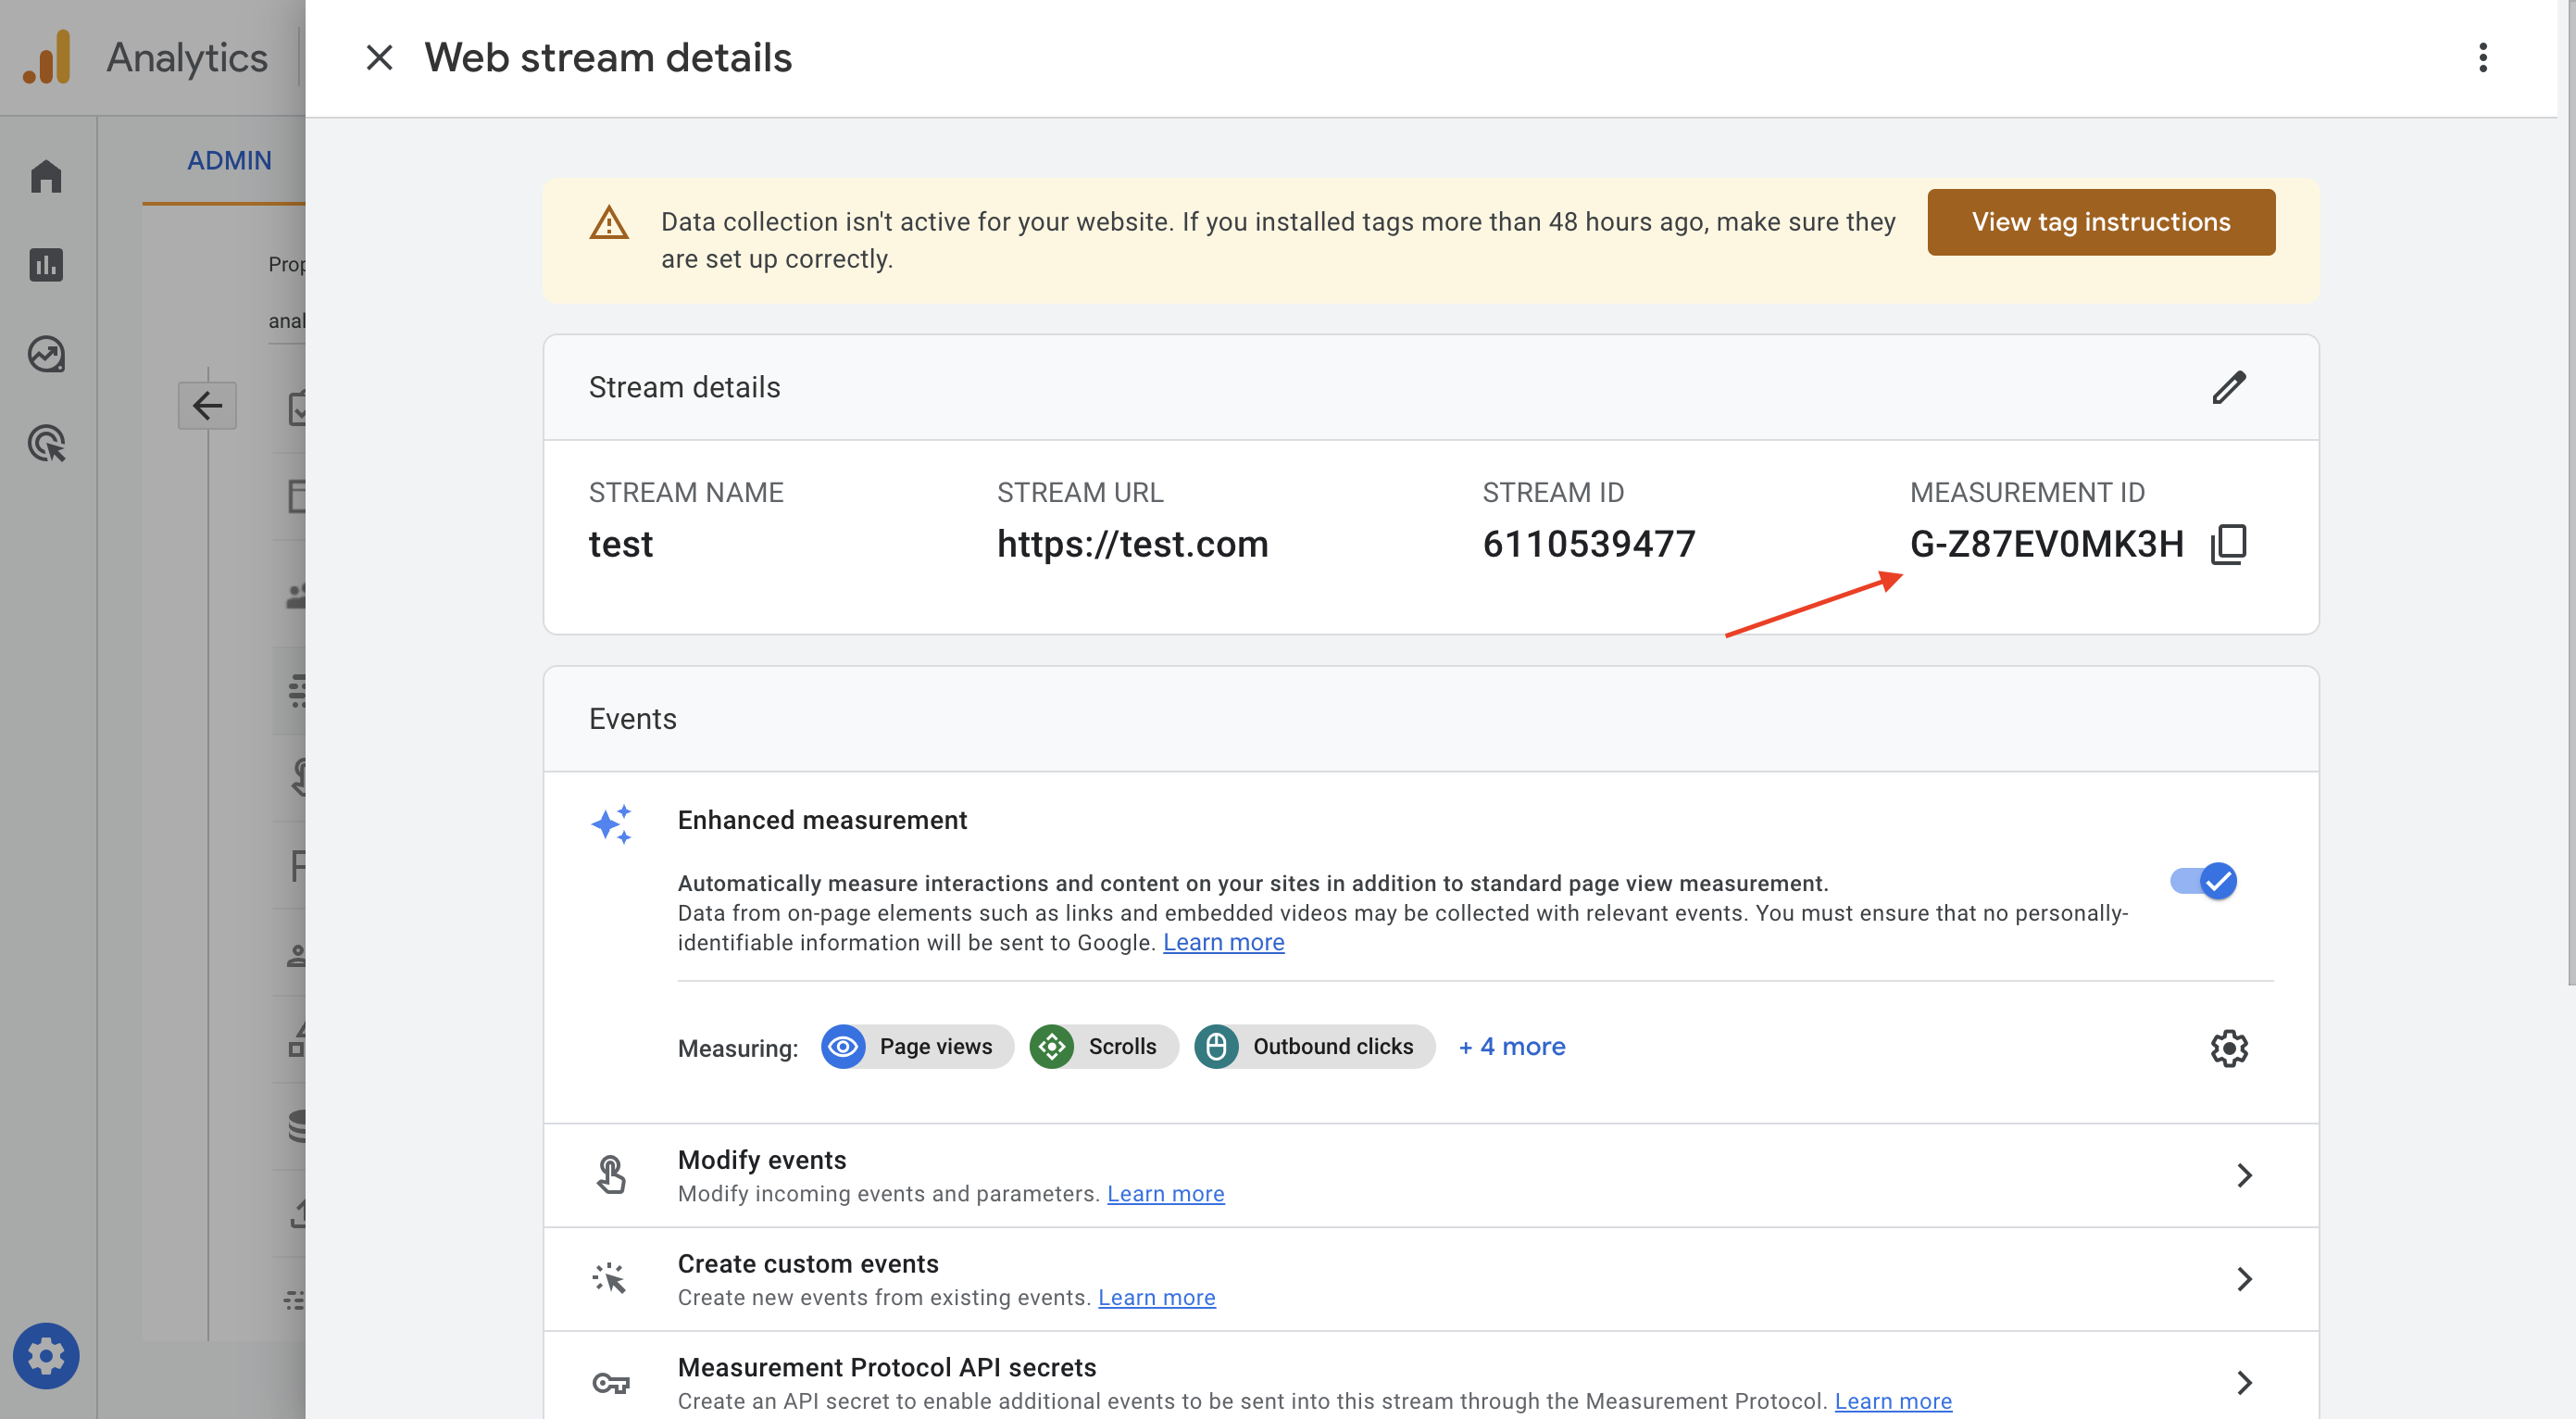 Analytics
Web stream details
ADMIN
Data collection isn't active for your website. If you installed tags more than 48 hours ago, make sure they
are set up correctly.
View tag instructions
Prop
anal
Stream details
STREAM NAME
test
STREAM URL
https://test.com
STREAM ID
6110539477
MEASUREMENT ID
G-Z87EV0MK3H
Events
Enhanced measurement
Automatically measure interactions and content on your sites in addition to standard page view measurement.
Data from on-page elements such as links and embedded videos may be collected with relevant events. You must ensure that no personally-
identifiable information will be sent to Google. Learn more
Measuring: Page views Scrolls Outbound clicks + 4 more
Modify events
Modify incoming events and parameters. Learn more
Create custom events
Create new events from existing events. Learn more
Measurement Protocol API secrets
Create an API secret to enable additional events to be sent into this stream through the Measurement Protocol. Learn more